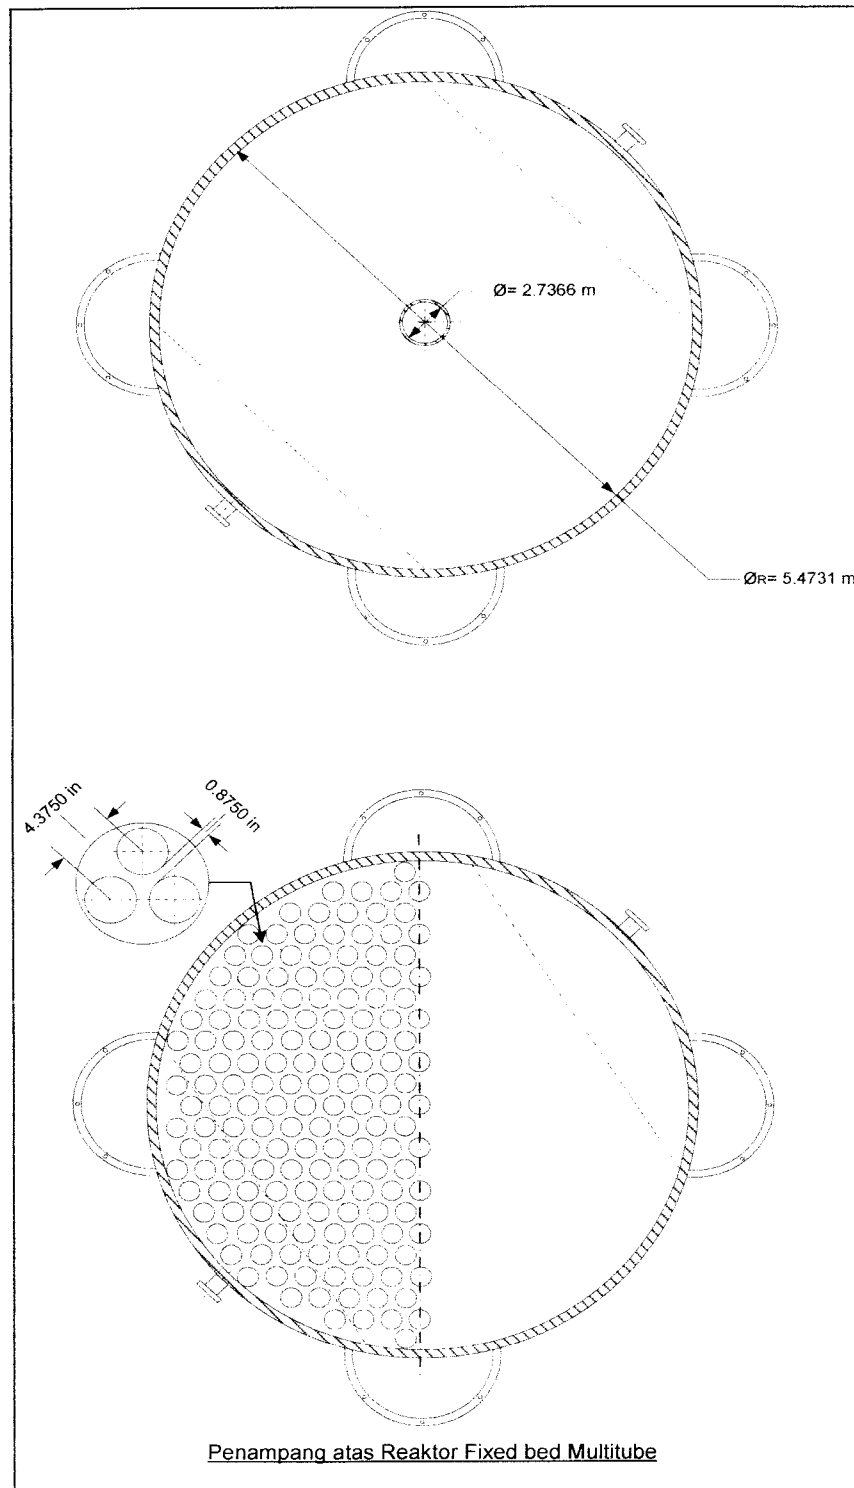 Ø= 2.7366 m
ØR= 5.4731 m
4.3750 in
0.8750 in
Penampang atas Reaktor Fixed bed Multitube